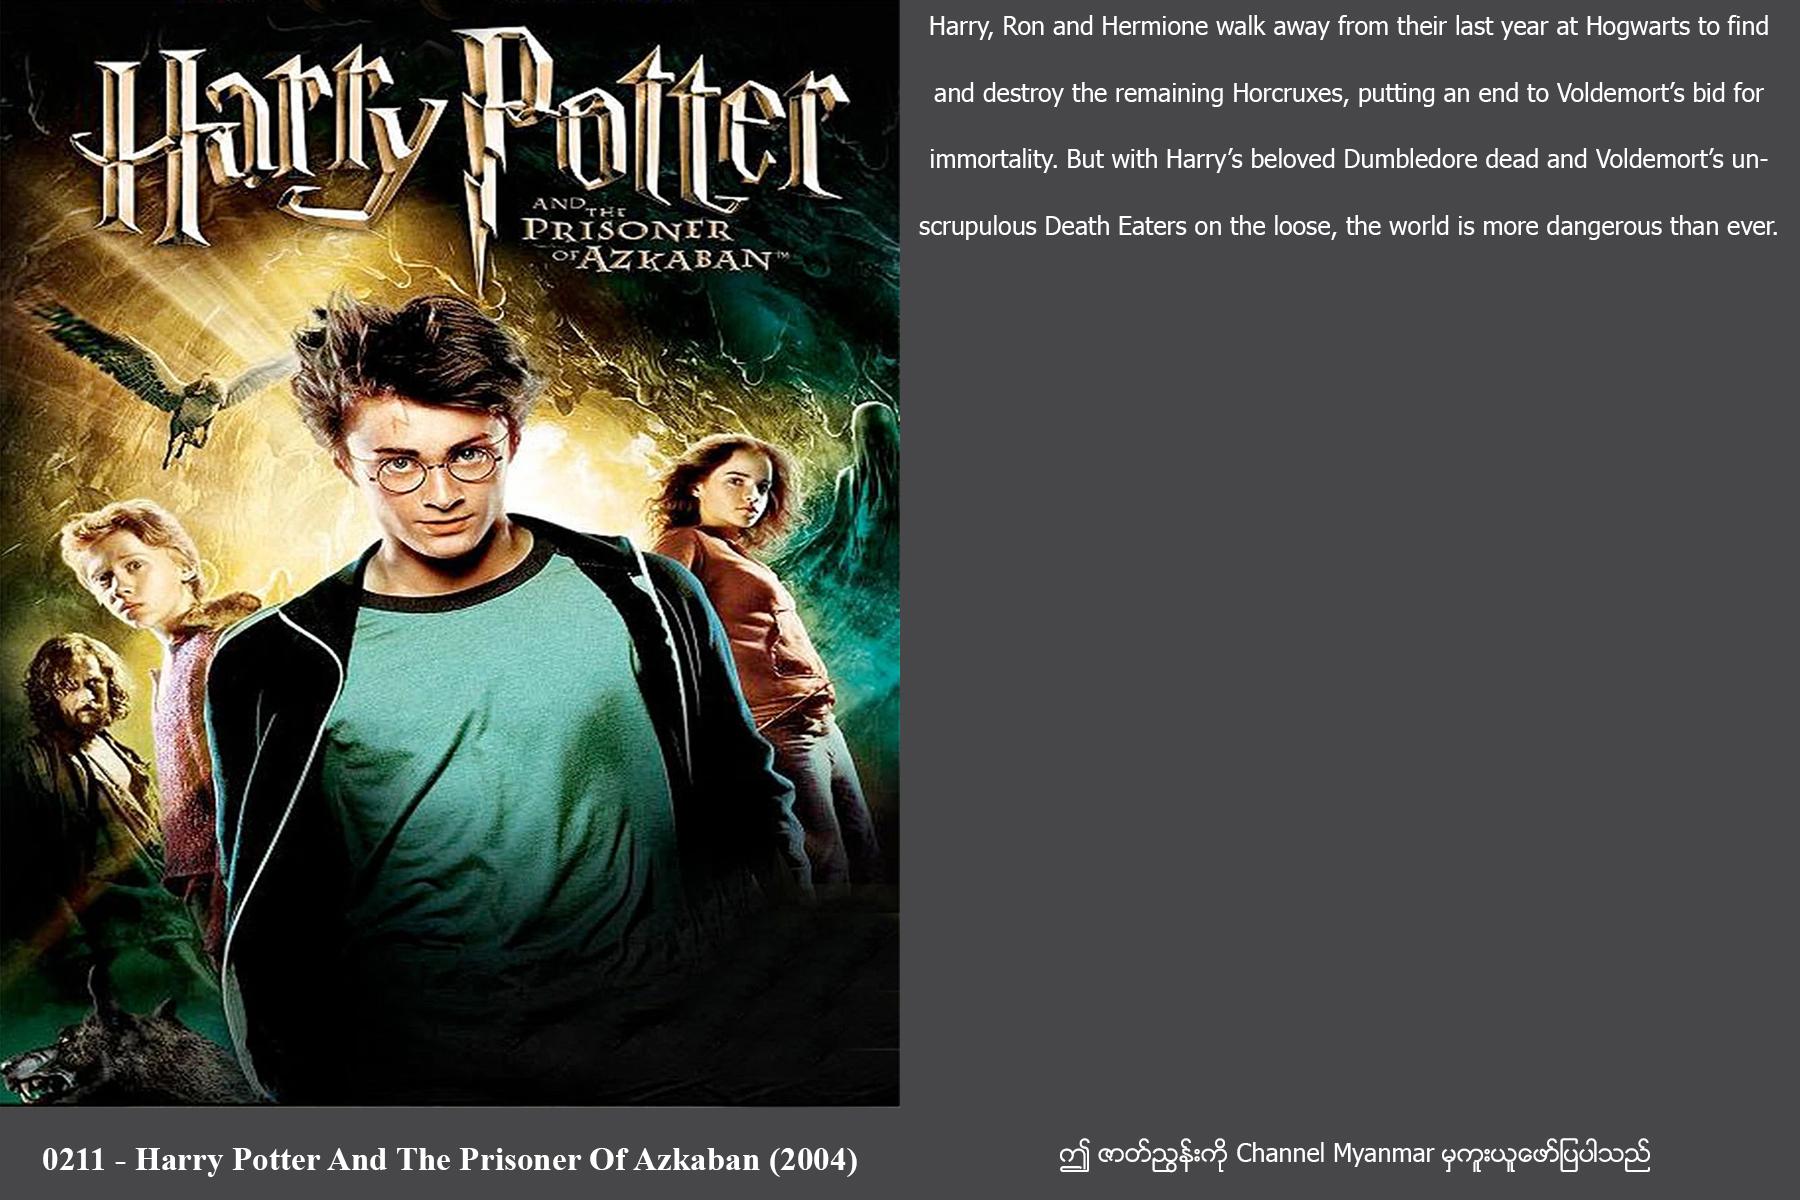 Harry Potter
AND THE
PRISONER
OF AZKABAN™
Harry, Ron and Hermione walk away from their last year at Hogwarts to find
and destroy the remaining Horcruxes, putting an end to Voldemort’s bid for
immortality. But with Harry’s beloved Dumbledore dead and Voldemort’s un-
scrupulous Death Eaters on the loose, the world is more dangerous than ever.
0211 - Harry Potter And The Prisoner Of Azkaban (2004)
ဤ ဇာတ်ညွှန်းကို Channel Myanmar မှကူးယူဖော်ပြပါသည်